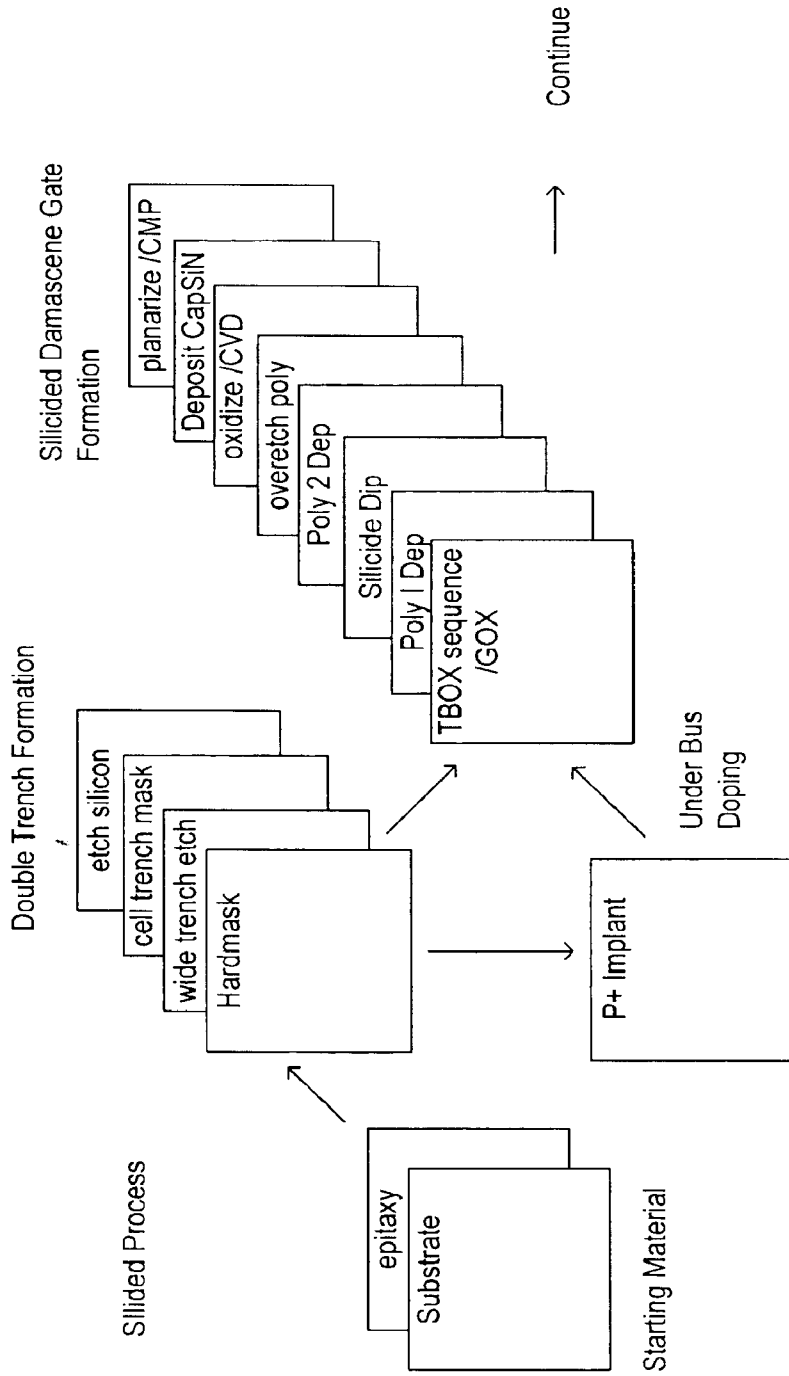 Silided Process
Starting Material
Substrate
epitaxy
Double Trench Formation
Hardmask
wide trench etch
cell trench mask
etch silicon
Under Bus
Doping
P+ Implant
Silicided Damascene Gate
Formation
TBOX sequence
/GOX
Poly I Dep
Silicide Dip
Poly 2 Dep
overetch poly
oxidize /CVD
Deposit CapSiN
planarize /CMP
Continue